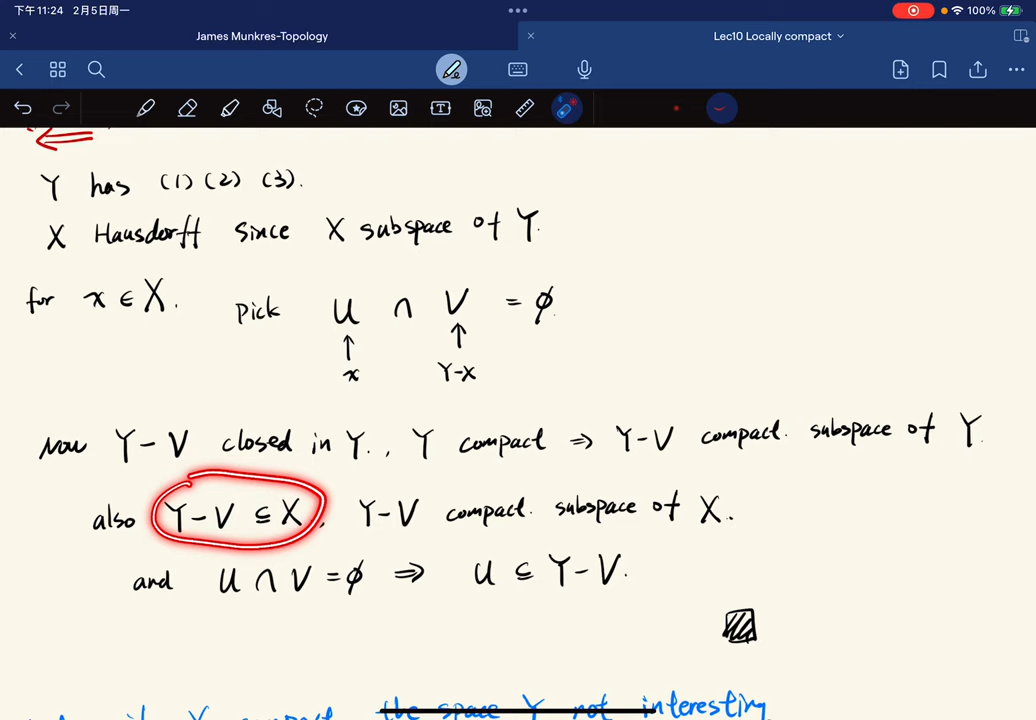 下午11:24 2月5日周一
100%
James Munkres-Topology
Lec10 Locally compact
Y has (1) (2) (3).
X Hausdorff since X subspace of Y.
for x ∈ X. pick U ∩ V = ∅.
↑ ↑
x Y-X
Now Y-V closed in Y., Y compact ⇒ Y-V compact. subspace of Y.
also Y-V ⊆ X, Y-V compact. subspace of X.
and U ∩ V = ∅ ⇒ U ⊆ Y-V.
the space Y not interesting